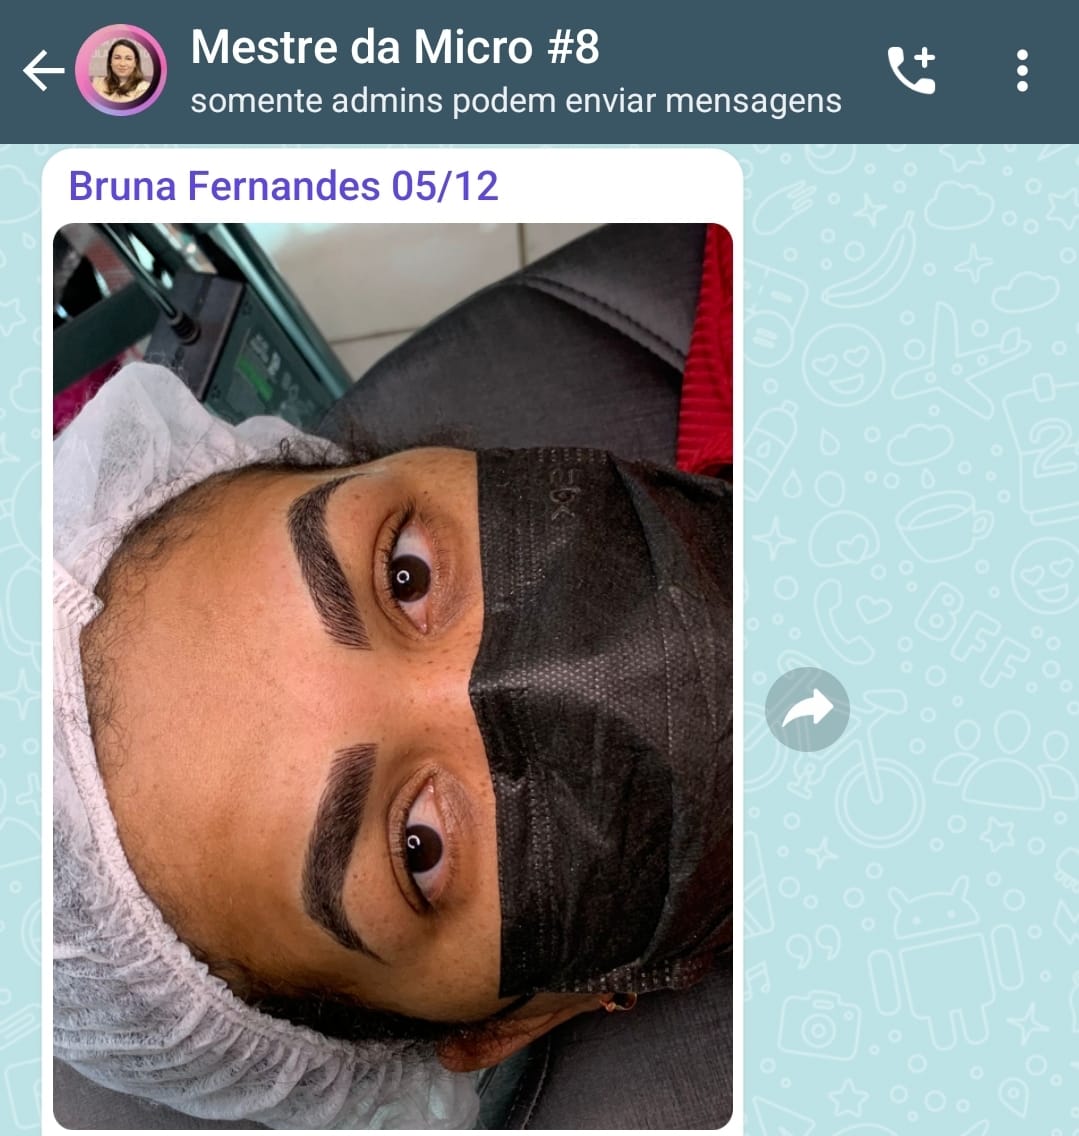 Mestre da Micro #8
somente admins podem enviar mensagens
Bruna Fernandes 05/12